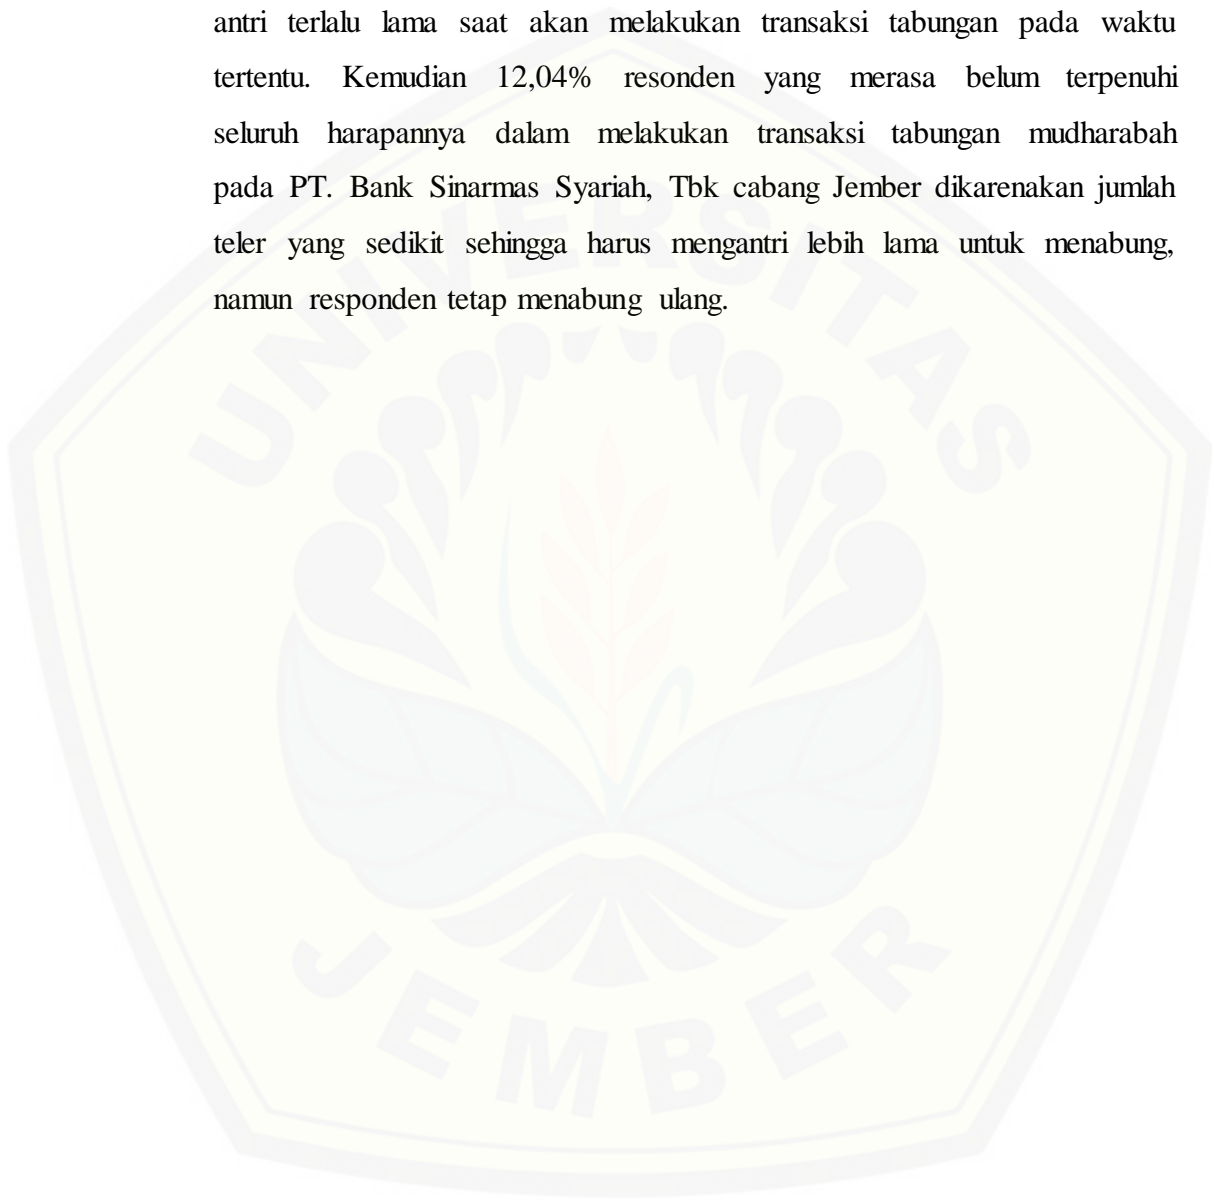 antri terlalu lama saat akan melakukan transaksi tabungan pada waktu
tertentu. Kemudian 12,04% resonden yang merasa belum terpenuhi
seluruh harapannya dalam melakukan transaksi tabungan mudharabah
pada PT. Bank Sinarmas Syariah, Tbk cabang Jember dikarenakan jumlah
teler yang sedikit sehingga harus mengantri lebih lama untuk menabung,
namun responden tetap menabung ulang.
UNIVERSITAS
JEMBER